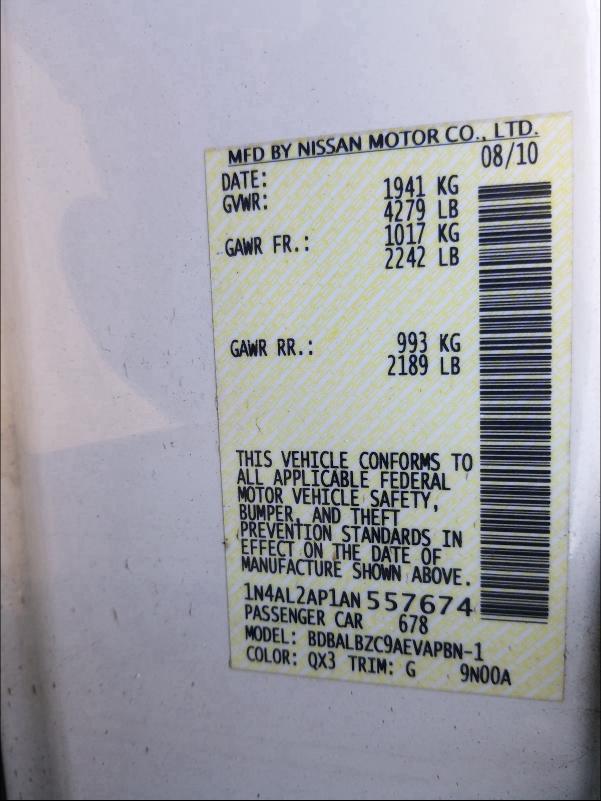 MFD BY NISSAN MOTOR CO., LTD.
DATE: 08/10
GVWR: 1941 KG
4279 LB
GAWR FR.: 1017 KG
2242 LB
GAWR RR.: 993 KG
2189 LB
THIS VEHICLE CONFORMS TO
ALL APPLICABLE FEDERAL
MOTOR VEHICLE SAFETY,
BUMPER, AND THEFT
PREVENTION STANDARDS IN
EFFECT ON THE DATE OF
MANUFACTURE SHOWN ABOVE.
1N4AL2AP1AN557674
PASSENGER CAR 678
MODEL: BDBALBZC9AEVAPBN-1
COLOR: QX3 TRIM: G 9N00A